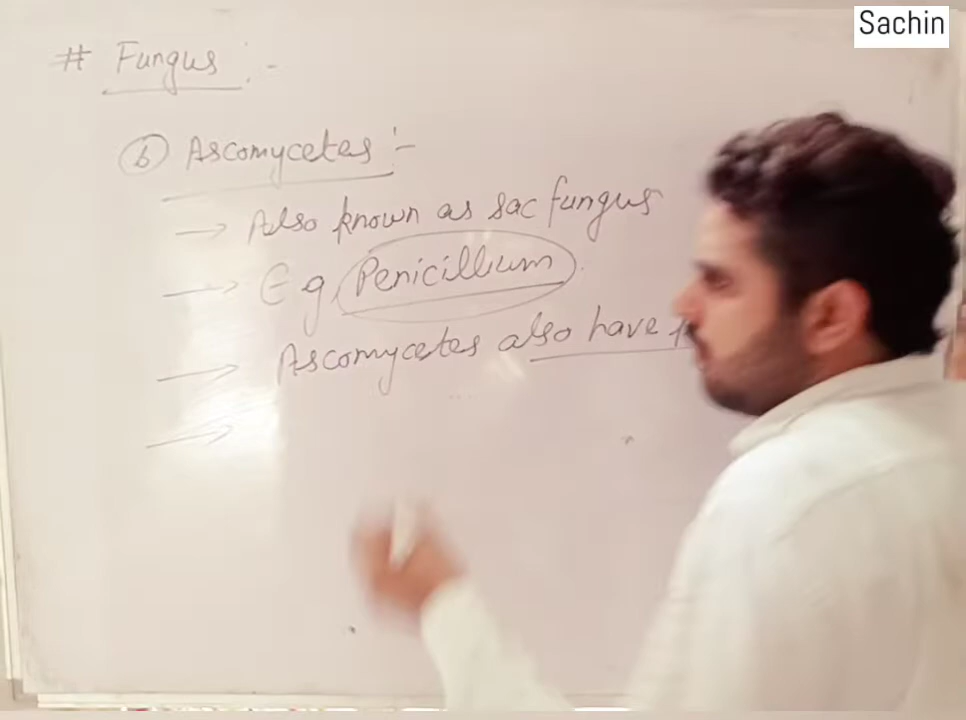 Sachin
# Fungus :-
(b) Ascomycetes :-
→ Also known as sac fungus
→ Eg. Penicillium
→ Ascomycetes also have
→